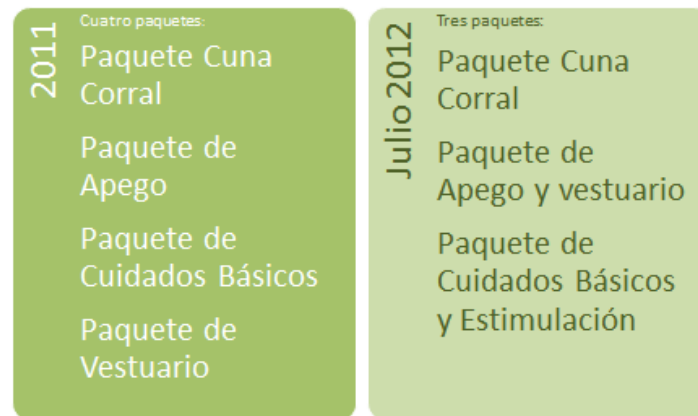 2011
Cuatro paquetes:
Paquete Cuna
Corral
Paquete de
Apego
Paquete de
Cuidados Básicos
Paquete de
Vestuario
Julio 2012
Tres paquetes:
Paquete Cuna
Corral
Paquete de
Apego y vestuario
Paquete de
Cuidados Básicos
y Estimulación